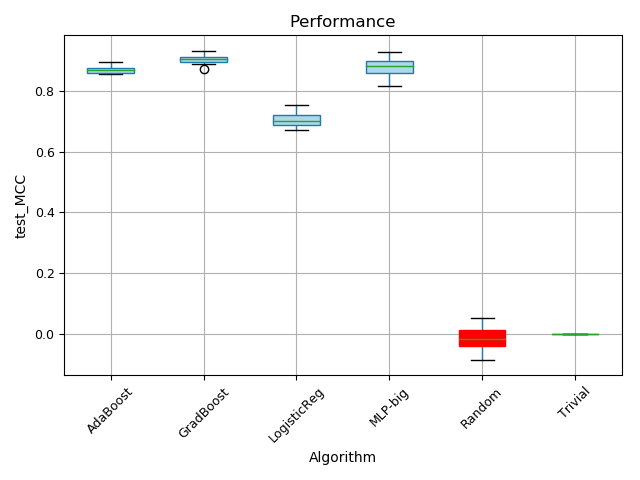 Performance
test_MCC
0.8
0.6
0.4
0.2
0.0
AdaBoost
GradBoost
LogisticReg
MLP-big
Random
Trivial
Algorithm